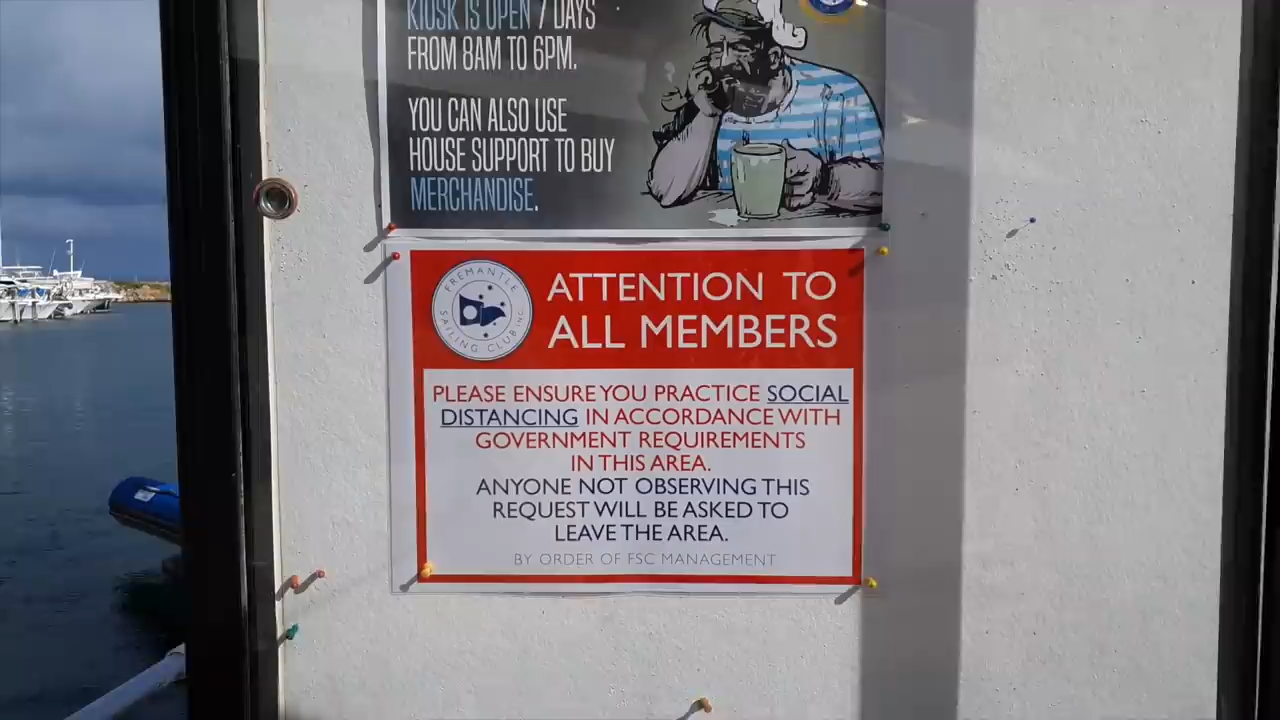 KIOSK IS OPEN 7 DAYS
FROM 8AM TO 6PM.
YOU CAN ALSO USE
HOUSE SUPPORT TO BUY
MERCHANDISE.
FREMANTLE
SAILING CLUB INC
ATTENTION TO
ALL MEMBERS
PLEASE ENSURE YOU PRACTICE SOCIAL
DISTANCING IN ACCORDANCE WITH
GOVERNMENT REQUIREMENTS
IN THIS AREA.
ANYONE NOT OBSERVING THIS
REQUEST WILL BE ASKED TO
LEAVE THE AREA.
BY ORDER OF FSC MANAGEMENT